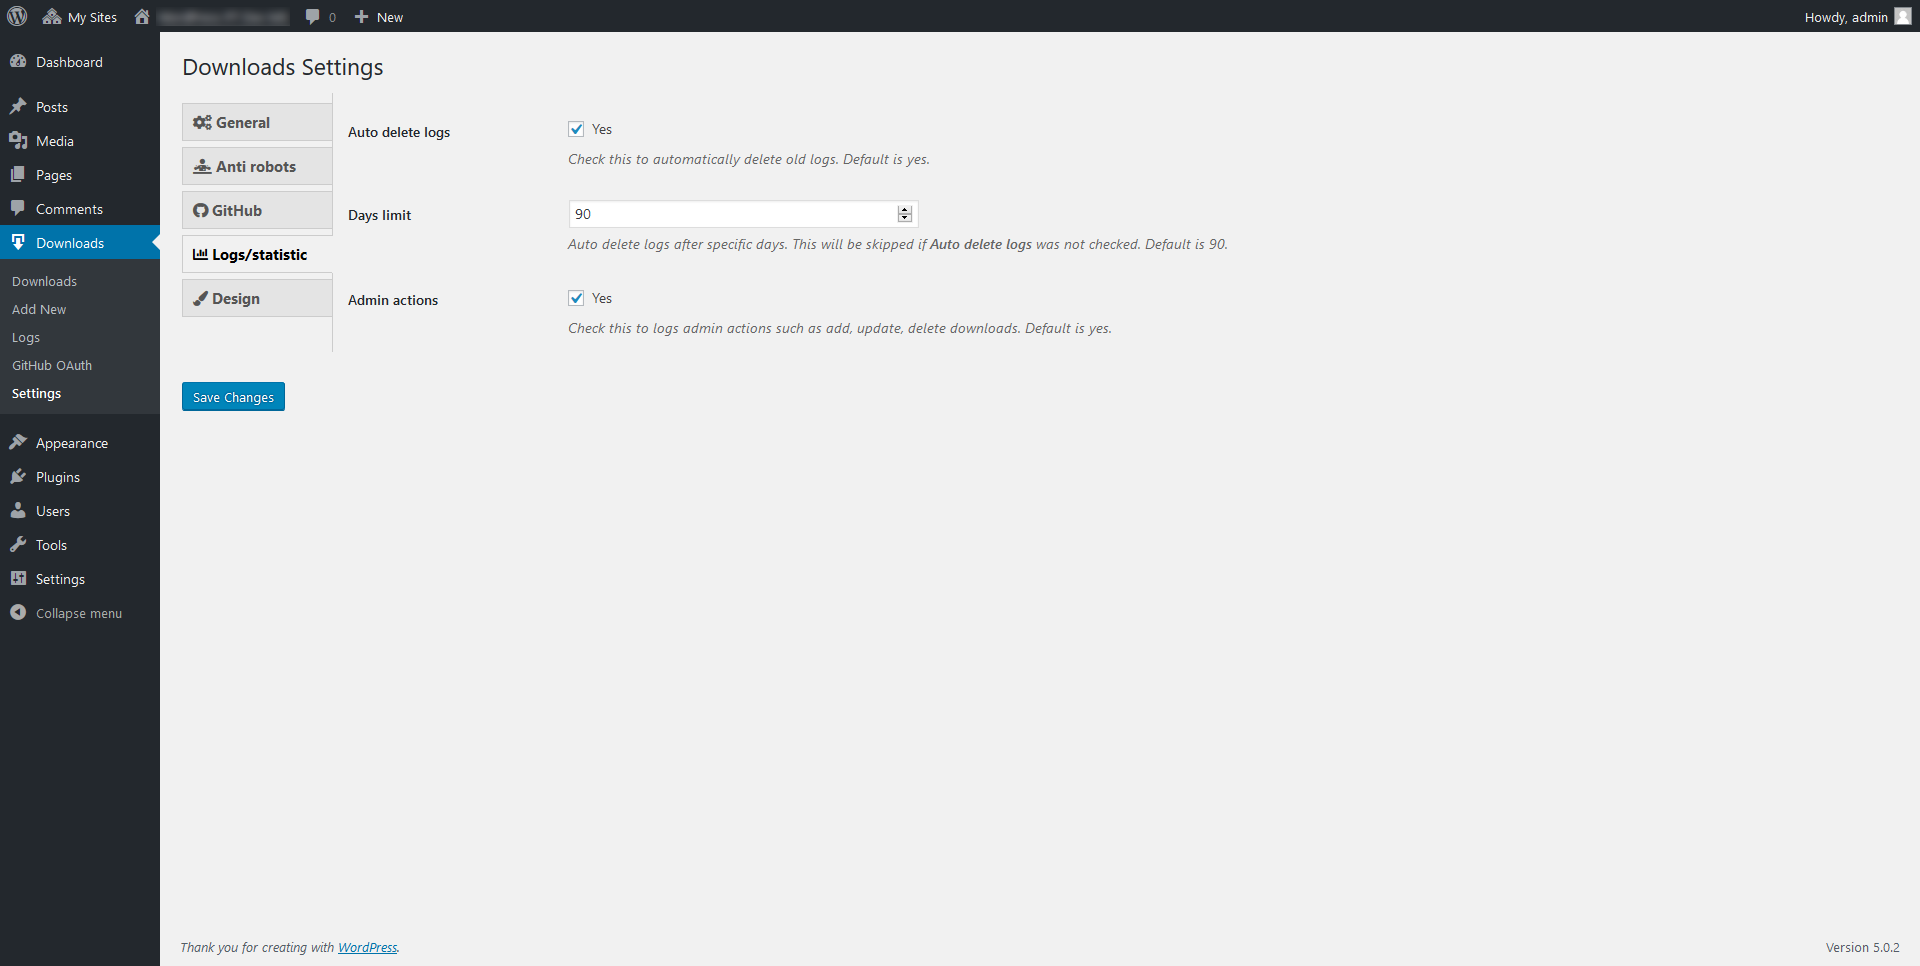 My Sites
0
New
Howdy, admin
Dashboard
Posts
Media
Pages
Comments
Downloads
Downloads
Add New
Logs
GitHub OAuth
Settings
Appearance
Plugins
Users
Tools
Settings
Collapse menu
Downloads Settings
General
Anti robots
GitHub
Logs/statistic
Design
Auto delete logs
Yes
Check this to automatically delete old logs. Default is yes.
Days limit
90
Auto delete logs after specific days. This will be skipped if Auto delete logs was not checked. Default is 90.
Admin actions
Yes
Check this to logs admin actions such as add, update, delete downloads. Default is yes.
Save Changes
Thank you for creating with WordPress.
Version 5.0.2